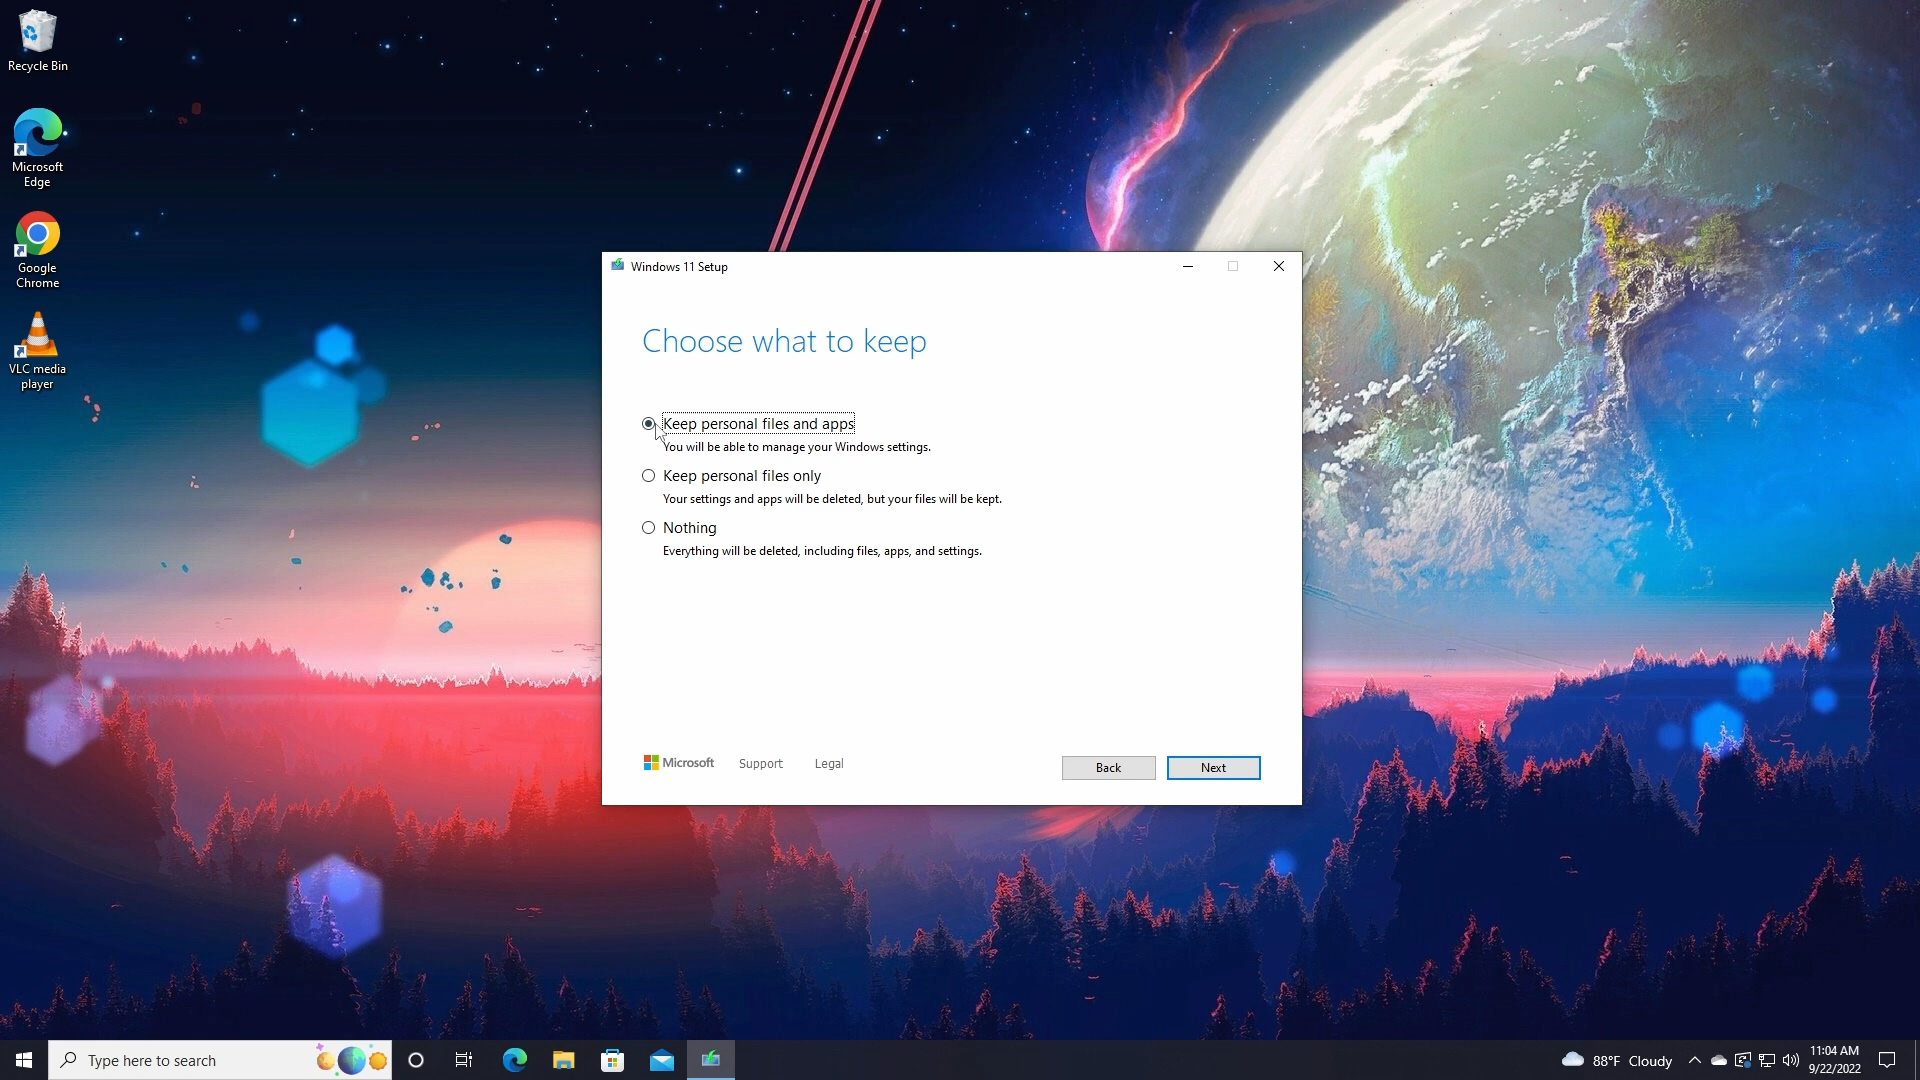 Recycle Bin
Microsoft
Edge
Google
Chrome
VLC media
player
Windows 11 Setup
Choose what to keep
Keep personal files and apps
You will be able to manage your Windows settings.
Keep personal files only
Your settings and apps will be deleted, but your files will be kept.
Nothing
Everything will be deleted, including files, apps, and settings.
Microsoft Support Legal
Back Next
Type here to search
88°F Cloudy
11:04 AM
9/22/2022